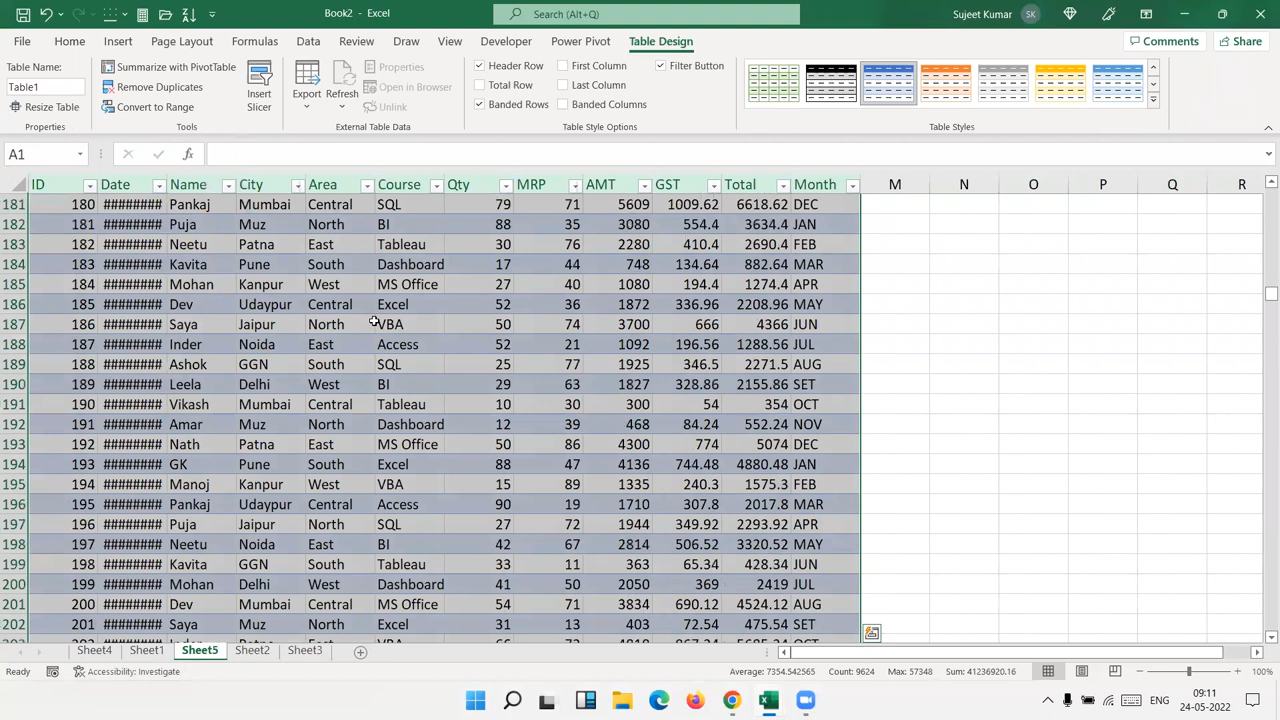 Book2 - Excel
Search (Alt+Q)
Sujeet Kumar
SK
File Home Insert Page Layout Formulas Data Review View Draw Developer Power Pivot Table Design
Comments Share
Table Name:
Table1
Resize Table
Properties
Summarize with PivotTable
Remove Duplicates
Convert to Range
Tools
Insert Slicer
Export
Refresh
Properties
Open in Browser
Unlink
External Table Data
Header Row First Column Filter Button
Total Row Last Column
Banded Rows Banded Columns
Table Style Options
Table Styles
A1
ID Date Name City Area Course Qty MRP AMT GST Total Month M N O P Q R
181 180 ######## Pankaj Mumbai Central SQL 79 71 5609 1009.62 6618.62 DEC
182 181 ######## Puja Muz North BI 88 35 3080 554.4 3634.4 JAN
183 182 ######## Neetu Patna East Tableau 30 76 2280 410.4 2690.4 FEB
184 183 ######## Kavita Pune South Dashboard 17 44 748 134.64 882.64 MAR
185 184 ######## Mohan Kanpur West MS Office 27 40 1080 194.4 1274.4 APR
186 185 ######## Dev Udaypur Central Excel 52 36 1872 336.96 2208.96 MAY
187 186 ######## Saya Jaipur North VBA 50 74 3700 666 4366 JUN
188 187 ######## Inder Noida East Access 52 21 1092 196.56 1288.56 JUL
189 188 ######## Ashok GGN South SQL 25 77 1925 346.5 2271.5 AUG
190 189 ######## Leela Delhi West BI 29 63 1827 328.86 2155.86 SET
191 190 ######## Vikash Mumbai Central Tableau 10 30 300 54 354 OCT
192 191 ######## Amar Muz North Dashboard 12 39 468 84.24 552.24 NOV
193 192 ######## Nath Patna East MS Office 50 86 4300 774 5074 DEC
194 193 ######## GK Pune South Excel 88 47 4136 744.48 4880.48 JAN
195 194 ######## Manoj Kanpur West VBA 15 89 1335 240.3 1575.3 FEB
196 195 ######## Pankaj Udaypur Central Access 90 19 1710 307.8 2017.8 MAR
197 196 ######## Puja Jaipur North SQL 27 72 1944 349.92 2293.92 APR
198 197 ######## Neetu Noida East BI 42 67 2814 506.52 3320.52 MAY
199 198 ######## Kavita GGN South Tableau 33 11 363 65.34 428.34 JUN
200 199 ######## Mohan Delhi West Dashboard 41 50 2050 369 2419 JUL
201 200 ######## Dev Mumbai Central MS Office 54 71 3834 690.12 4524.12 AUG
202 201 ######## Saya Muz North Excel 31 13 403 72.54 475.54 SET
Sheet4 Sheet1 Sheet5 Sheet2 Sheet3
Ready Accessibility: Investigate Average: 7354.542565 Count: 9624 Max: 57348 Sum: 41236920.16 100%
ENG 09:11
24-05-2022